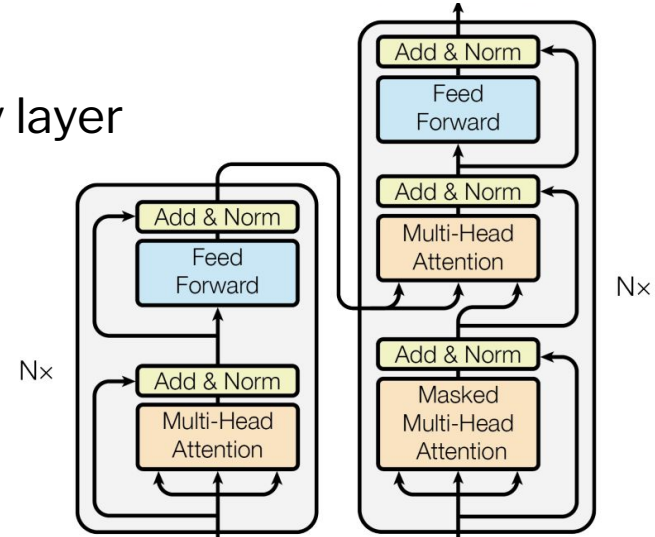 layer
Add & Norm
Feed
Forward
Add & Norm
Multi-Head
Attention
N×
Add & Norm
Feed
Forward
Add & Norm
Multi-Head
Attention
Add & Norm
Masked
Multi-Head
Attention
N×